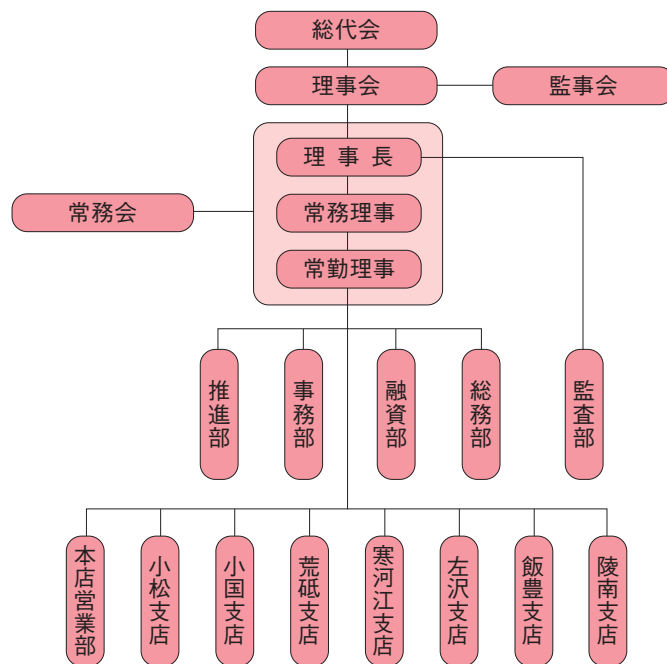 総代会
理事会
監事会
理事長
常務会
常務理事
常勤理事
推進部
事務部
融資部
総務部
監査部
本店営業部
小松支店
小国支店
荒砥支店
寒河江支店
左沢支店
飯豊支店
陵南支店